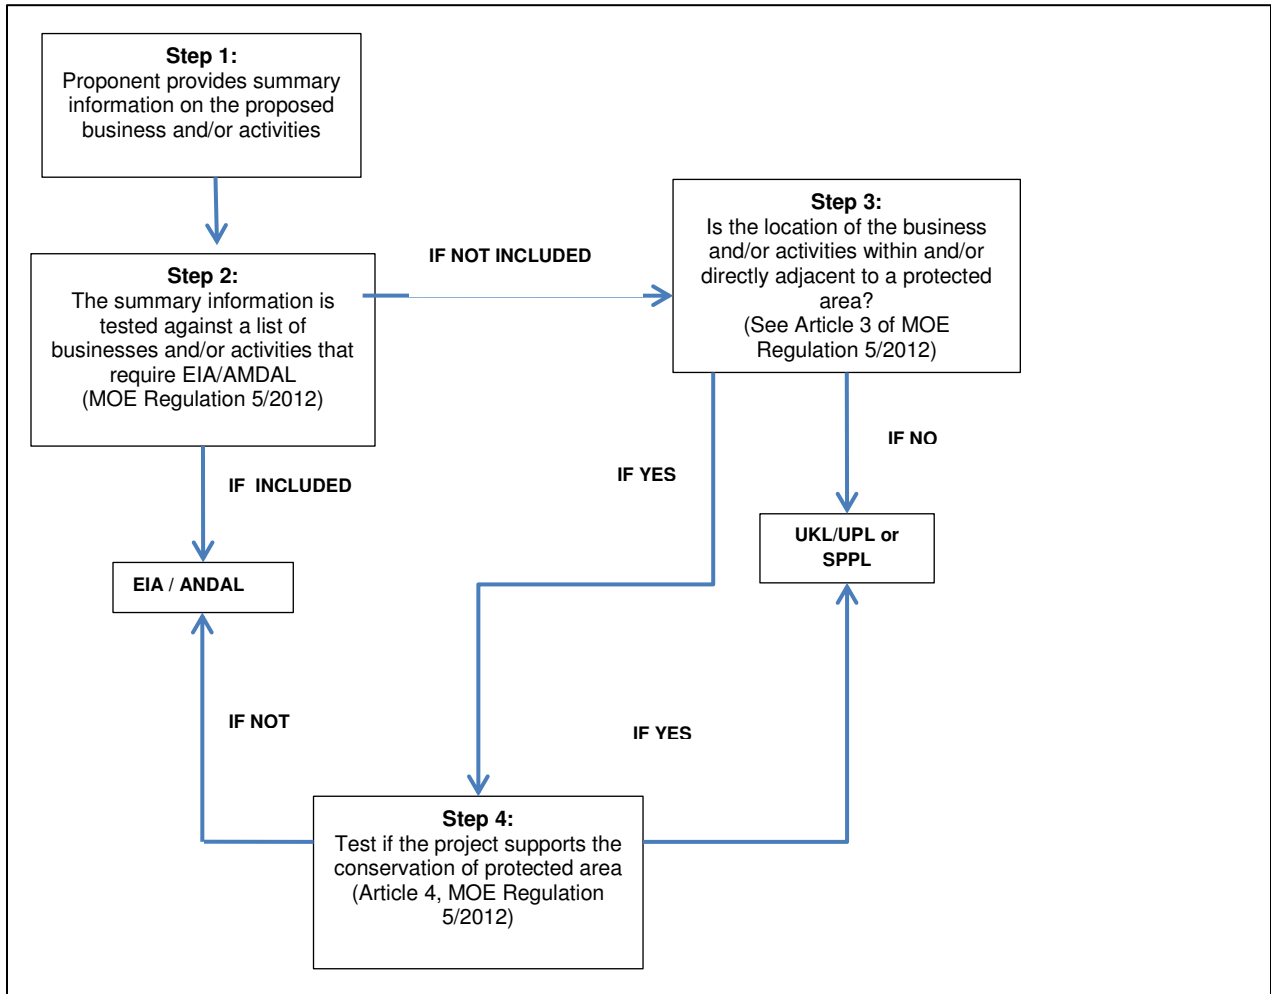 Step 1:
Proponent provides summary
information on the proposed
business and/or activities
Step 2:
The summary information is
tested against a list of
businesses and/or activities that
require EIA/AMDAL
(MOE Regulation 5/2012)
IF NOT INCLUDED
Step 3:
Is the location of the business
and/or activities within and/or
directly adjacent to a protected
area?
(See Article 3 of MOE
Regulation 5/2012)
IF INCLUDED
IF YES
IF NO
EIA / ANDAL
UKL/UPL or
SPPL
IF NOT
IF YES
Step 4:
Test if the project supports the
conservation of protected area
(Article 4, MOE Regulation
5/2012)